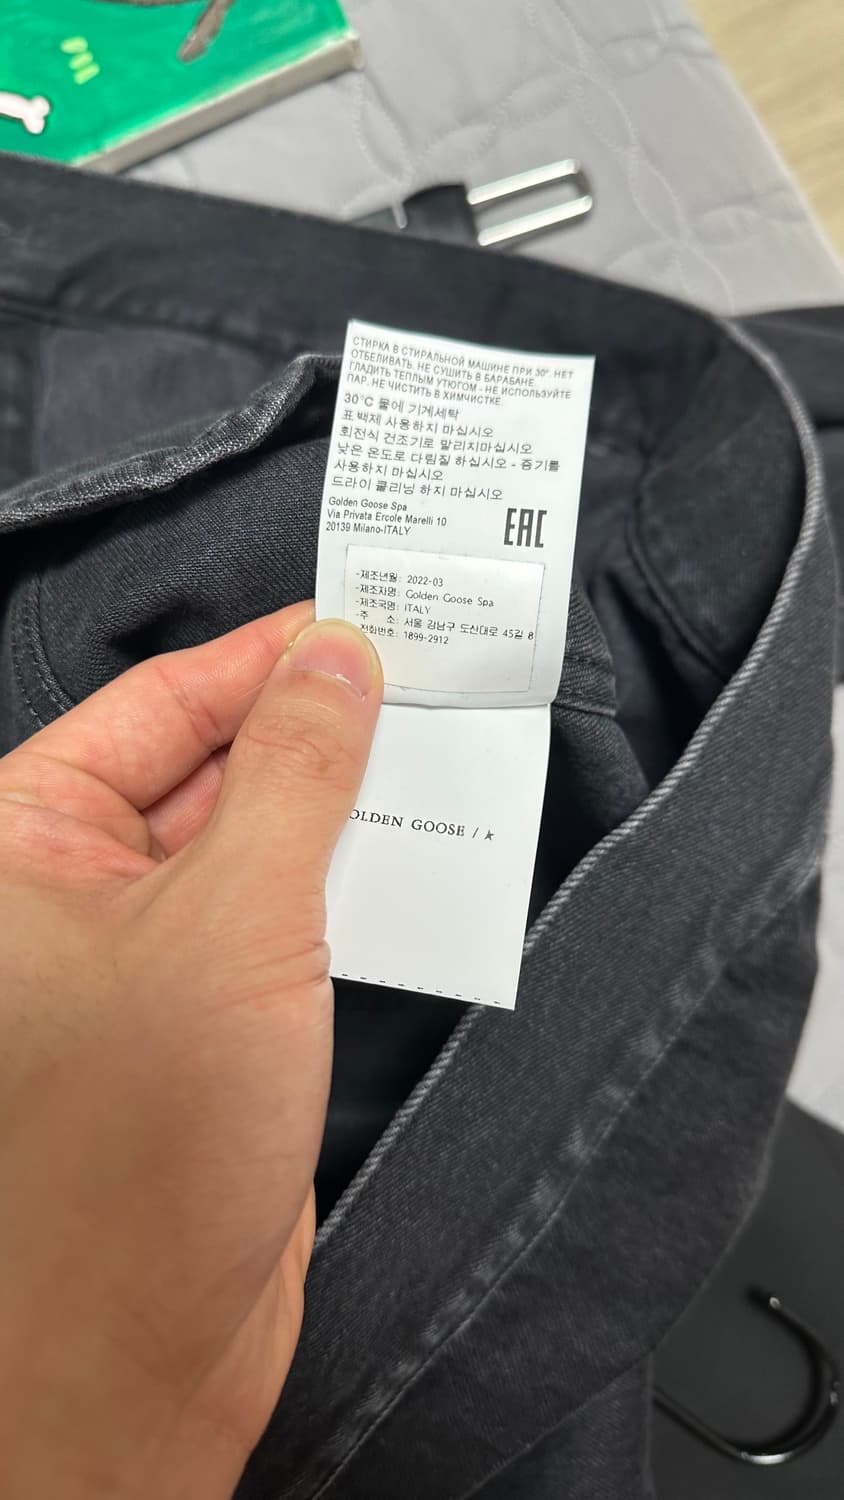 СТИРКА В СТИРАЛЬНОЙ МАШИНЕ ПРИ 30°. НЕТ
ОТБЕЛИВАТЬ. НЕ СУШИТЬ В БАРАБАНЕ.
ГЛАДИТЬ ТЕПЛЫМ УТЮГОМ - НЕ ИСПОЛЬЗУЙТЕ
ПАР. НЕ ЧИСТИТЬ В ХИМЧИСТКЕ.
30°C 물에 기계세탁
표백제 사용하지 마십시오
회전식 건조기로 말리지마십시오
낮은 온도로 다림질 하십시오 - 증기를
사용하지 마십시오
드라이 클리닝 하지 마십시오
Golden Goose Spa
Via Privata Ercole Marelli 10
20139 Milano-ITALY
EAC
-제조년월: 2022-03
-제조자명: Golden Goose Spa
-제조국명: ITALY
-주 소: 서울 강남구 도산대로 45길 8
전화번호: 1899-2912
OLDEN GOOSE /